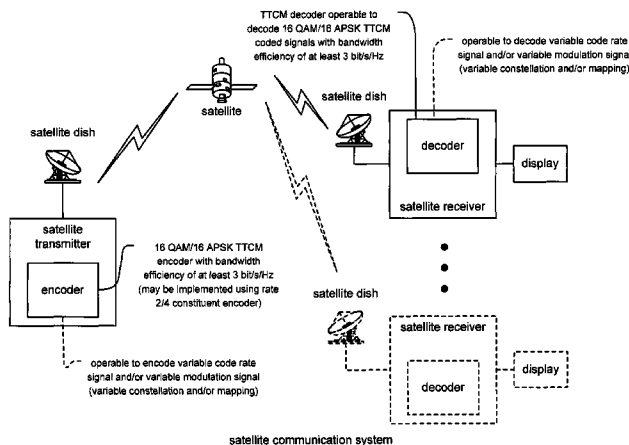 TTCM decoder operable to
decode 16 QAM/16 APSK TTCM
coded signals with bandwidth
efficiency of at least 3 bit/s/Hz
operable to decode variable code rate
signal and/or variable modulation signal
(variable constellation and/or mapping)
satellite
satellite dish
satellite dish
decoder
display
satellite receiver
satellite
transmitter
encoder
16 QAM/16 APSK TTCM
encoder with bandwidth
efficiency of at least 3 bit/s/Hz
(may be implemented using rate
2/4 constituent encoder)
satellite dish
satellite receiver
decoder
display
operable to encode variable code rate
signal and/or variable modulation signal
(variable constellation and/or mapping)
satellite communication system